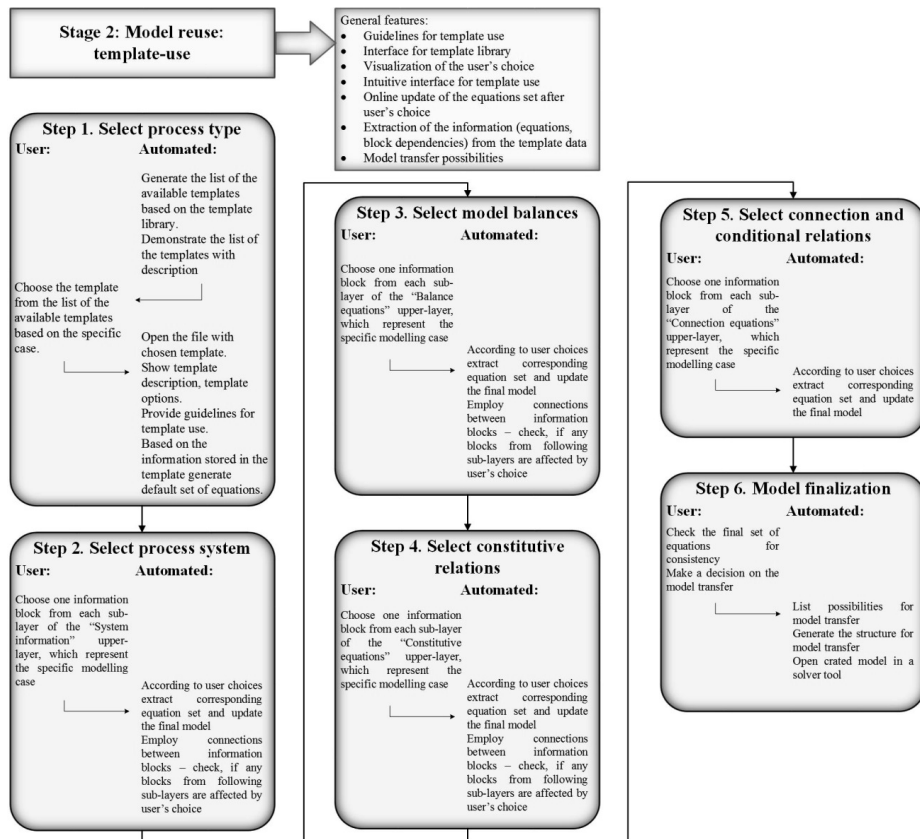 Stage 2: Model reuse:
template-use
General features:
• Guidelines for template use
• Interface for template library
• Visualization of the user's choice
• Intuitive interface for template use
• Online update of the equations set after
user's choice
• Extraction of the information (equations,
block dependencies) from the template data
• Model transfer possibilities
Step 1. Select process type
User: Automated:
Generate the list of the
available templates
based on the template
library.
Demonstrate the list of
the templates with
description
Choose the template
from the list of the
available templates
based on the specific
case.
Open the file with
chosen template.
Show template
description, template
options.
Provide guidelines for
template use.
Based on the
information stored in the
template generate
default set of equations.
Step 2. Select process system
User: Automated:
Choose one information
block from each sub-
layer of the "System
information" upper-
layer, which represent
the specific modelling
case
According to user choices
extract corresponding
equation set and update
the final model
Employ connections
between information
blocks – check, if any
blocks from following
sub-layers are affected by
user's choice
Step 3. Select model balances
User: Automated:
Choose one information
block from each sub-
layer of the "Balance
equations" upper-layer,
which represent the
specific modelling case
According to user choices
extract corresponding
equation set and update
the final model
Employ connections
between information
blocks – check, if any
blocks from following
sub-layers are affected by
user's choice
Step 4. Select constitutive
relations
User: Automated:
Choose one information
block from each sub-layer
of the "Constitutive
equations" upper-layer,
which represent the
specific modelling case
According to user choices
extract corresponding
equation set and update
the final model
Employ connections
between information
blocks – check, if any
blocks from following
sub-layers are affected by
user's choice
Step 5. Select connection and
conditional relations
User: Automated:
Choose one information
block from each sub-
layer of the
"Connection equations"
upper-layer, which
represent the specific
modelling case
According to user choices
extract corresponding
equation set and update
the final model
Step 6. Model finalization
User: Automated:
Check the final set of
equations for
consistency
Make a decision on the
model transfer
List possibilities for
model transfer
Generate the structure for
model transfer
Open crated model in a
solver tool